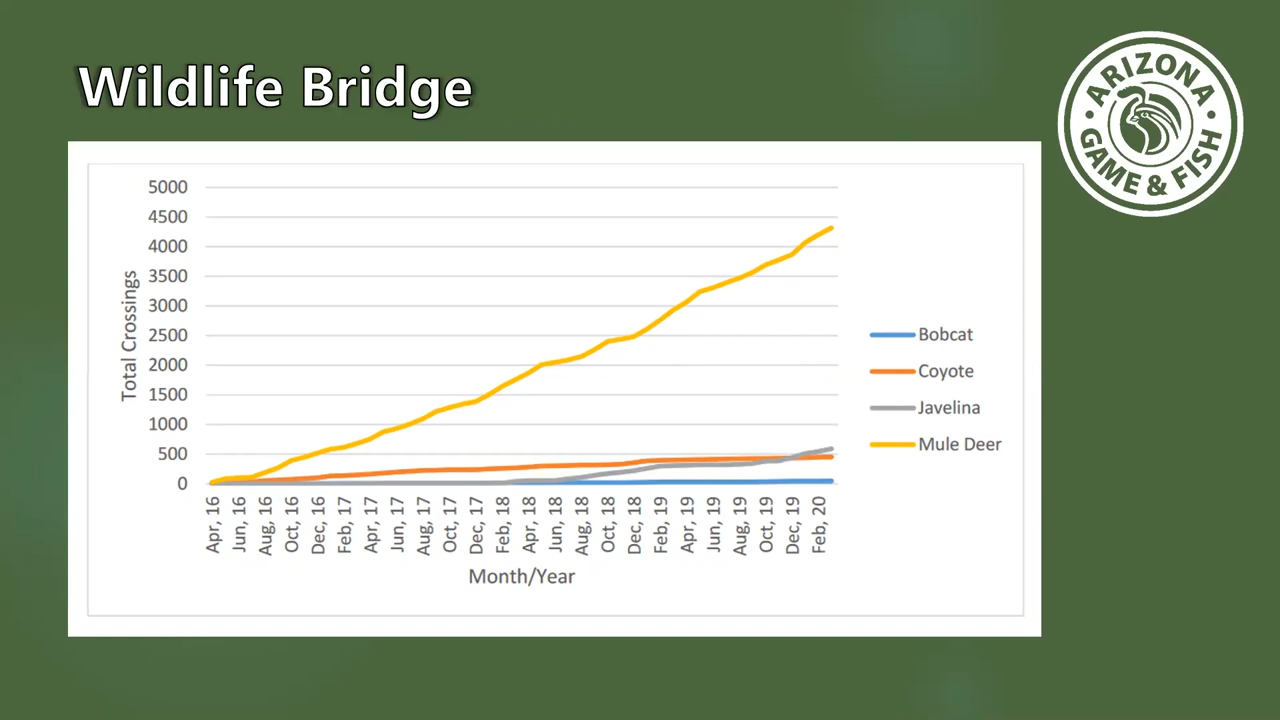 Wildlife Bridge
ARIZONA
GAME & FISH
5000
4500
4000
3500
3000
2500
2000
1500
1000
500
0
Total Crossings
Apr, 16
Jun, 16
Aug, 16
Oct, 16
Dec, 16
Feb, 17
Apr, 17
Jun, 17
Aug, 17
Oct, 17
Dec, 17
Feb, 18
Apr, 18
Jun, 18
Aug, 18
Oct, 18
Dec, 18
Feb, 19
Apr, 19
Jun, 19
Aug, 19
Oct, 19
Dec, 19
Feb, 20
Month/Year
Bobcat
Coyote
Javelina
Mule Deer